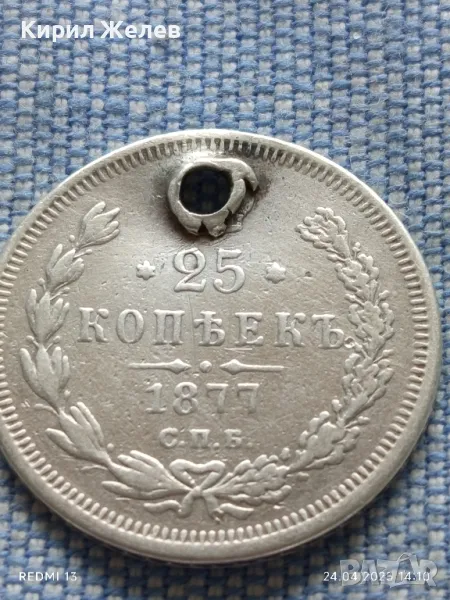 Кирил Желев
25
КОПѢЕКЪ
1877
С.П.Б.
REDMI 13
24.04.2025 14:10